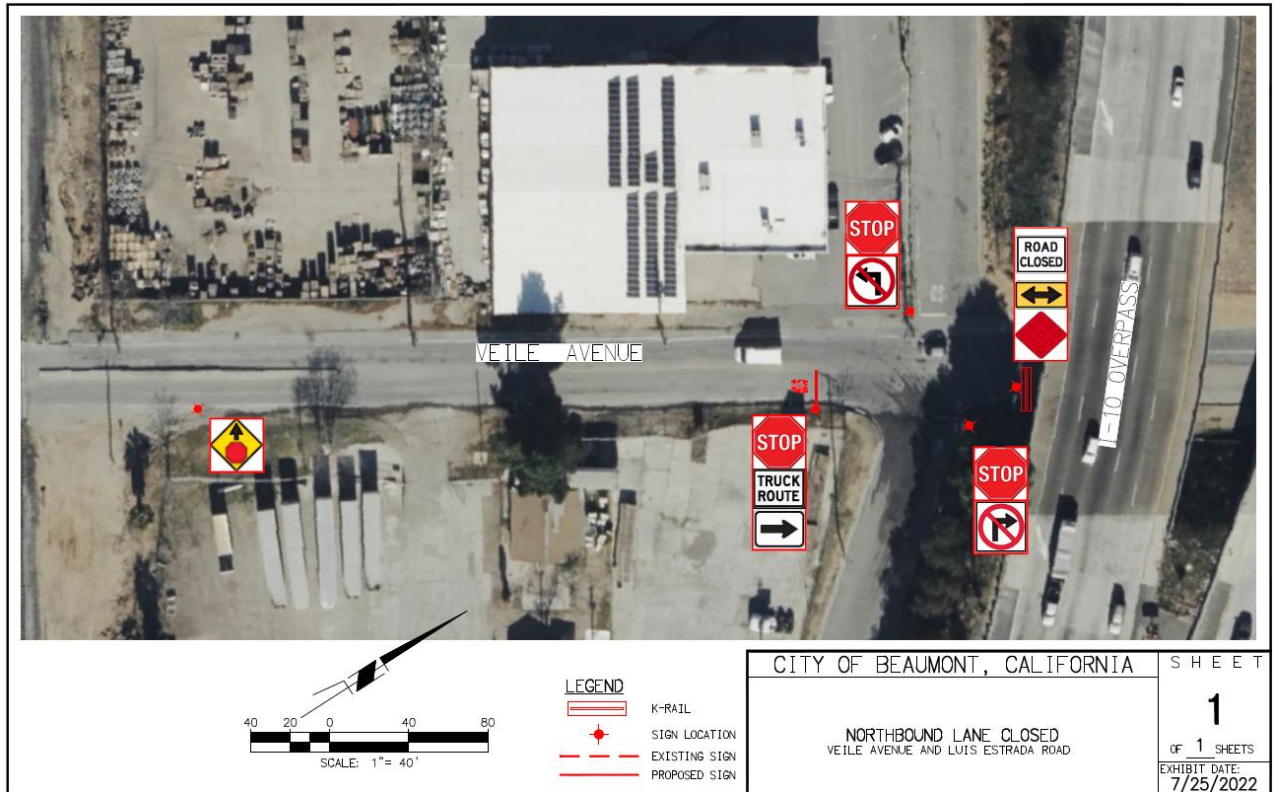 STOP
ROAD
CLOSED
VEILE AVENUE
I-10 OVERPASS
STOP
TRUCK
ROUTE
STOP
LEGEND
K-RAIL
SIGN LOCATION
EXISTING SIGN
PROPOSED SIGN
40 20 0 40 80
SCALE: 1"= 40'
CITY OF BEAUMONT, CALIFORNIA
NORTHBOUND LANE CLOSED
VEILE AVENUE AND LUIS ESTRADA ROAD
SHEET
1
OF 1 SHEETS
EXHIBIT DATE:
7/25/2022